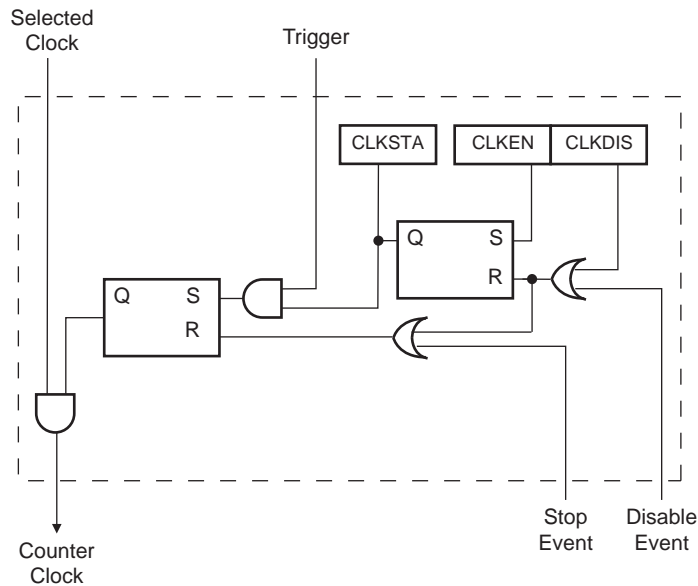 Selected
Clock
Trigger
CLKSTA
CLKEN
CLKDIS
Q
S
R
Q
S
R
Stop
Event
Disable
Event
Counter
Clock